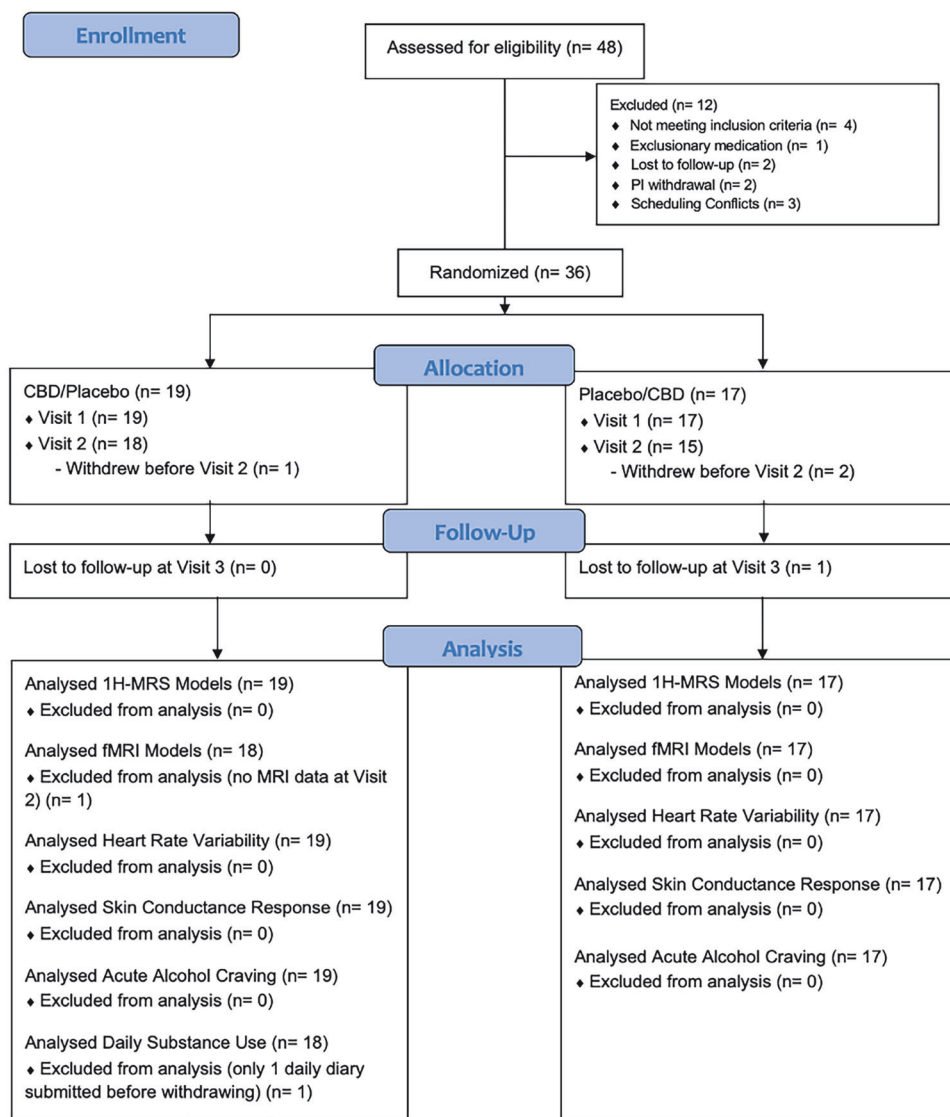 Enrollment
Assessed for eligibility (n= 48)
Excluded (n= 12)
♦ Not meeting inclusion criteria (n= 4)
♦ Exclusionary medication (n= 1)
♦ Lost to follow-up (n= 2)
♦ PI withdrawal (n= 2)
♦ Scheduling Conflicts (n= 3)
Randomized (n= 36)
Allocation
CBD/Placebo (n= 19)
♦ Visit 1 (n= 19)
♦ Visit 2 (n= 18)
- Withdrew before Visit 2 (n= 1)
Placebo/CBD (n= 17)
♦ Visit 1 (n= 17)
♦ Visit 2 (n= 15)
- Withdrew before Visit 2 (n= 2)
Follow-Up
Lost to follow-up at Visit 3 (n= 0)
Lost to follow-up at Visit 3 (n= 1)
Analysis
Analysed 1H-MRS Models (n= 19)
♦ Excluded from analysis (n= 0)
Analysed fMRI Models (n= 18)
♦ Excluded from analysis (no MRI data at Visit
2) (n= 1)
Analysed Heart Rate Variability (n= 19)
♦ Excluded from analysis (n= 0)
Analysed Skin Conductance Response (n= 19)
♦ Excluded from analysis (n= 0)
Analysed Acute Alcohol Craving (n= 19)
♦ Excluded from analysis (n= 0)
Analysed Daily Substance Use (n= 18)
♦ Excluded from analysis (only 1 daily diary
submitted before withdrawing) (n= 1)
Analysed 1H-MRS Models (n= 17)
♦ Excluded from analysis (n= 0)
Analysed fMRI Models (n= 17)
♦ Excluded from analysis (n= 0)
Analysed Heart Rate Variability (n= 17)
♦ Excluded from analysis (n= 0)
Analysed Skin Conductance Response (n= 17)
♦ Excluded from analysis (n= 0)
Analysed Acute Alcohol Craving (n= 17)
♦ Excluded from analysis (n= 0)